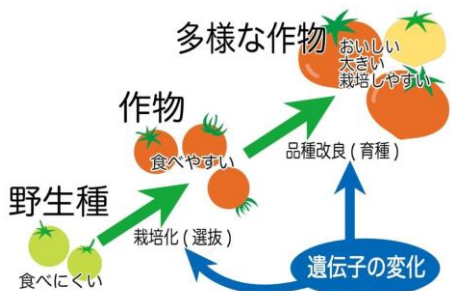 多様な作物
おいしい
大きい
栽培しやすい
作物
食べやすい
品種改良(育種)
野生種
栽培化(選抜)
食べにくい
遺伝子の変化